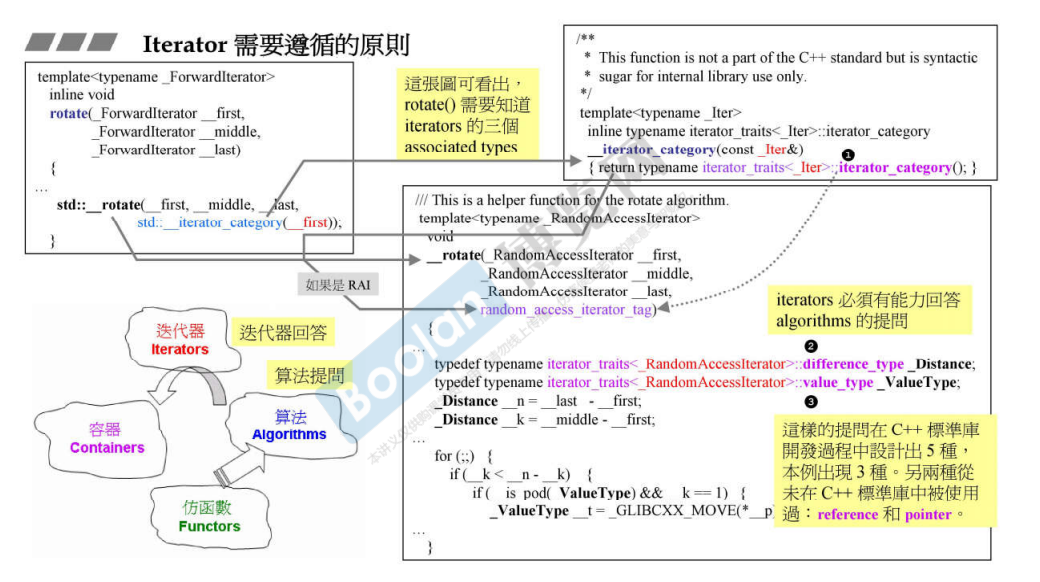 Iterator 需要遵循的原則
template<typename _ForwardIterator>
inline void
rotate(_ForwardIterator __first,
_ForwardIterator __middle,
_ForwardIterator __last)
{
…
std::__rotate(__first, __middle, __last,
std::__iterator_category(__first));
}
這張圖可看出，
rotate() 需要知道
iterators 的三個
associated types
/**
* This function is not a part of the C++ standard but is syntactic
* sugar for internal library use only.
*/
template<typename _Iter>
inline typename iterator_traits<_Iter>::iterator_category
__iterator_category(const _Iter&)
❶
{ return typename iterator_traits<_Iter>::iterator_category(); }
/// This is a helper function for the rotate algorithm.
template<typename _RandomAccessIterator>
void
__rotate(_RandomAccessIterator __first,
_RandomAccessIterator __middle,
_RandomAccessIterator __last,
random_access_iterator_tag)
{
…
❷
typedef typename iterator_traits<_RandomAccessIterator>::difference_type _Distance;
typedef typename iterator_traits<_RandomAccessIterator>::value_type _ValueType;
❸
_Distance __n = __last - __first;
_Distance __k = __middle - __first;
…
for (;;) {
if (__k < __n - __k) {
if (__is_pod(_ValueType) && __k == 1) {
_ValueType __t = _GLIBCXX_MOVE(*__p)
…
}
如果是 RAI
iterators 必須有能力回答
algorithms 的提問
這樣的提問在 C++ 標準庫
開發過程中設計出 5 種，
本例出現 3 種。另兩種從
未在 C++ 標準庫中被使用
過：reference 和 pointer。
迭代器
Iterators
迭代器回答
算法提問
容器
Containers
算法
Algorithms
仿函數
Functors
Boolan 博览网